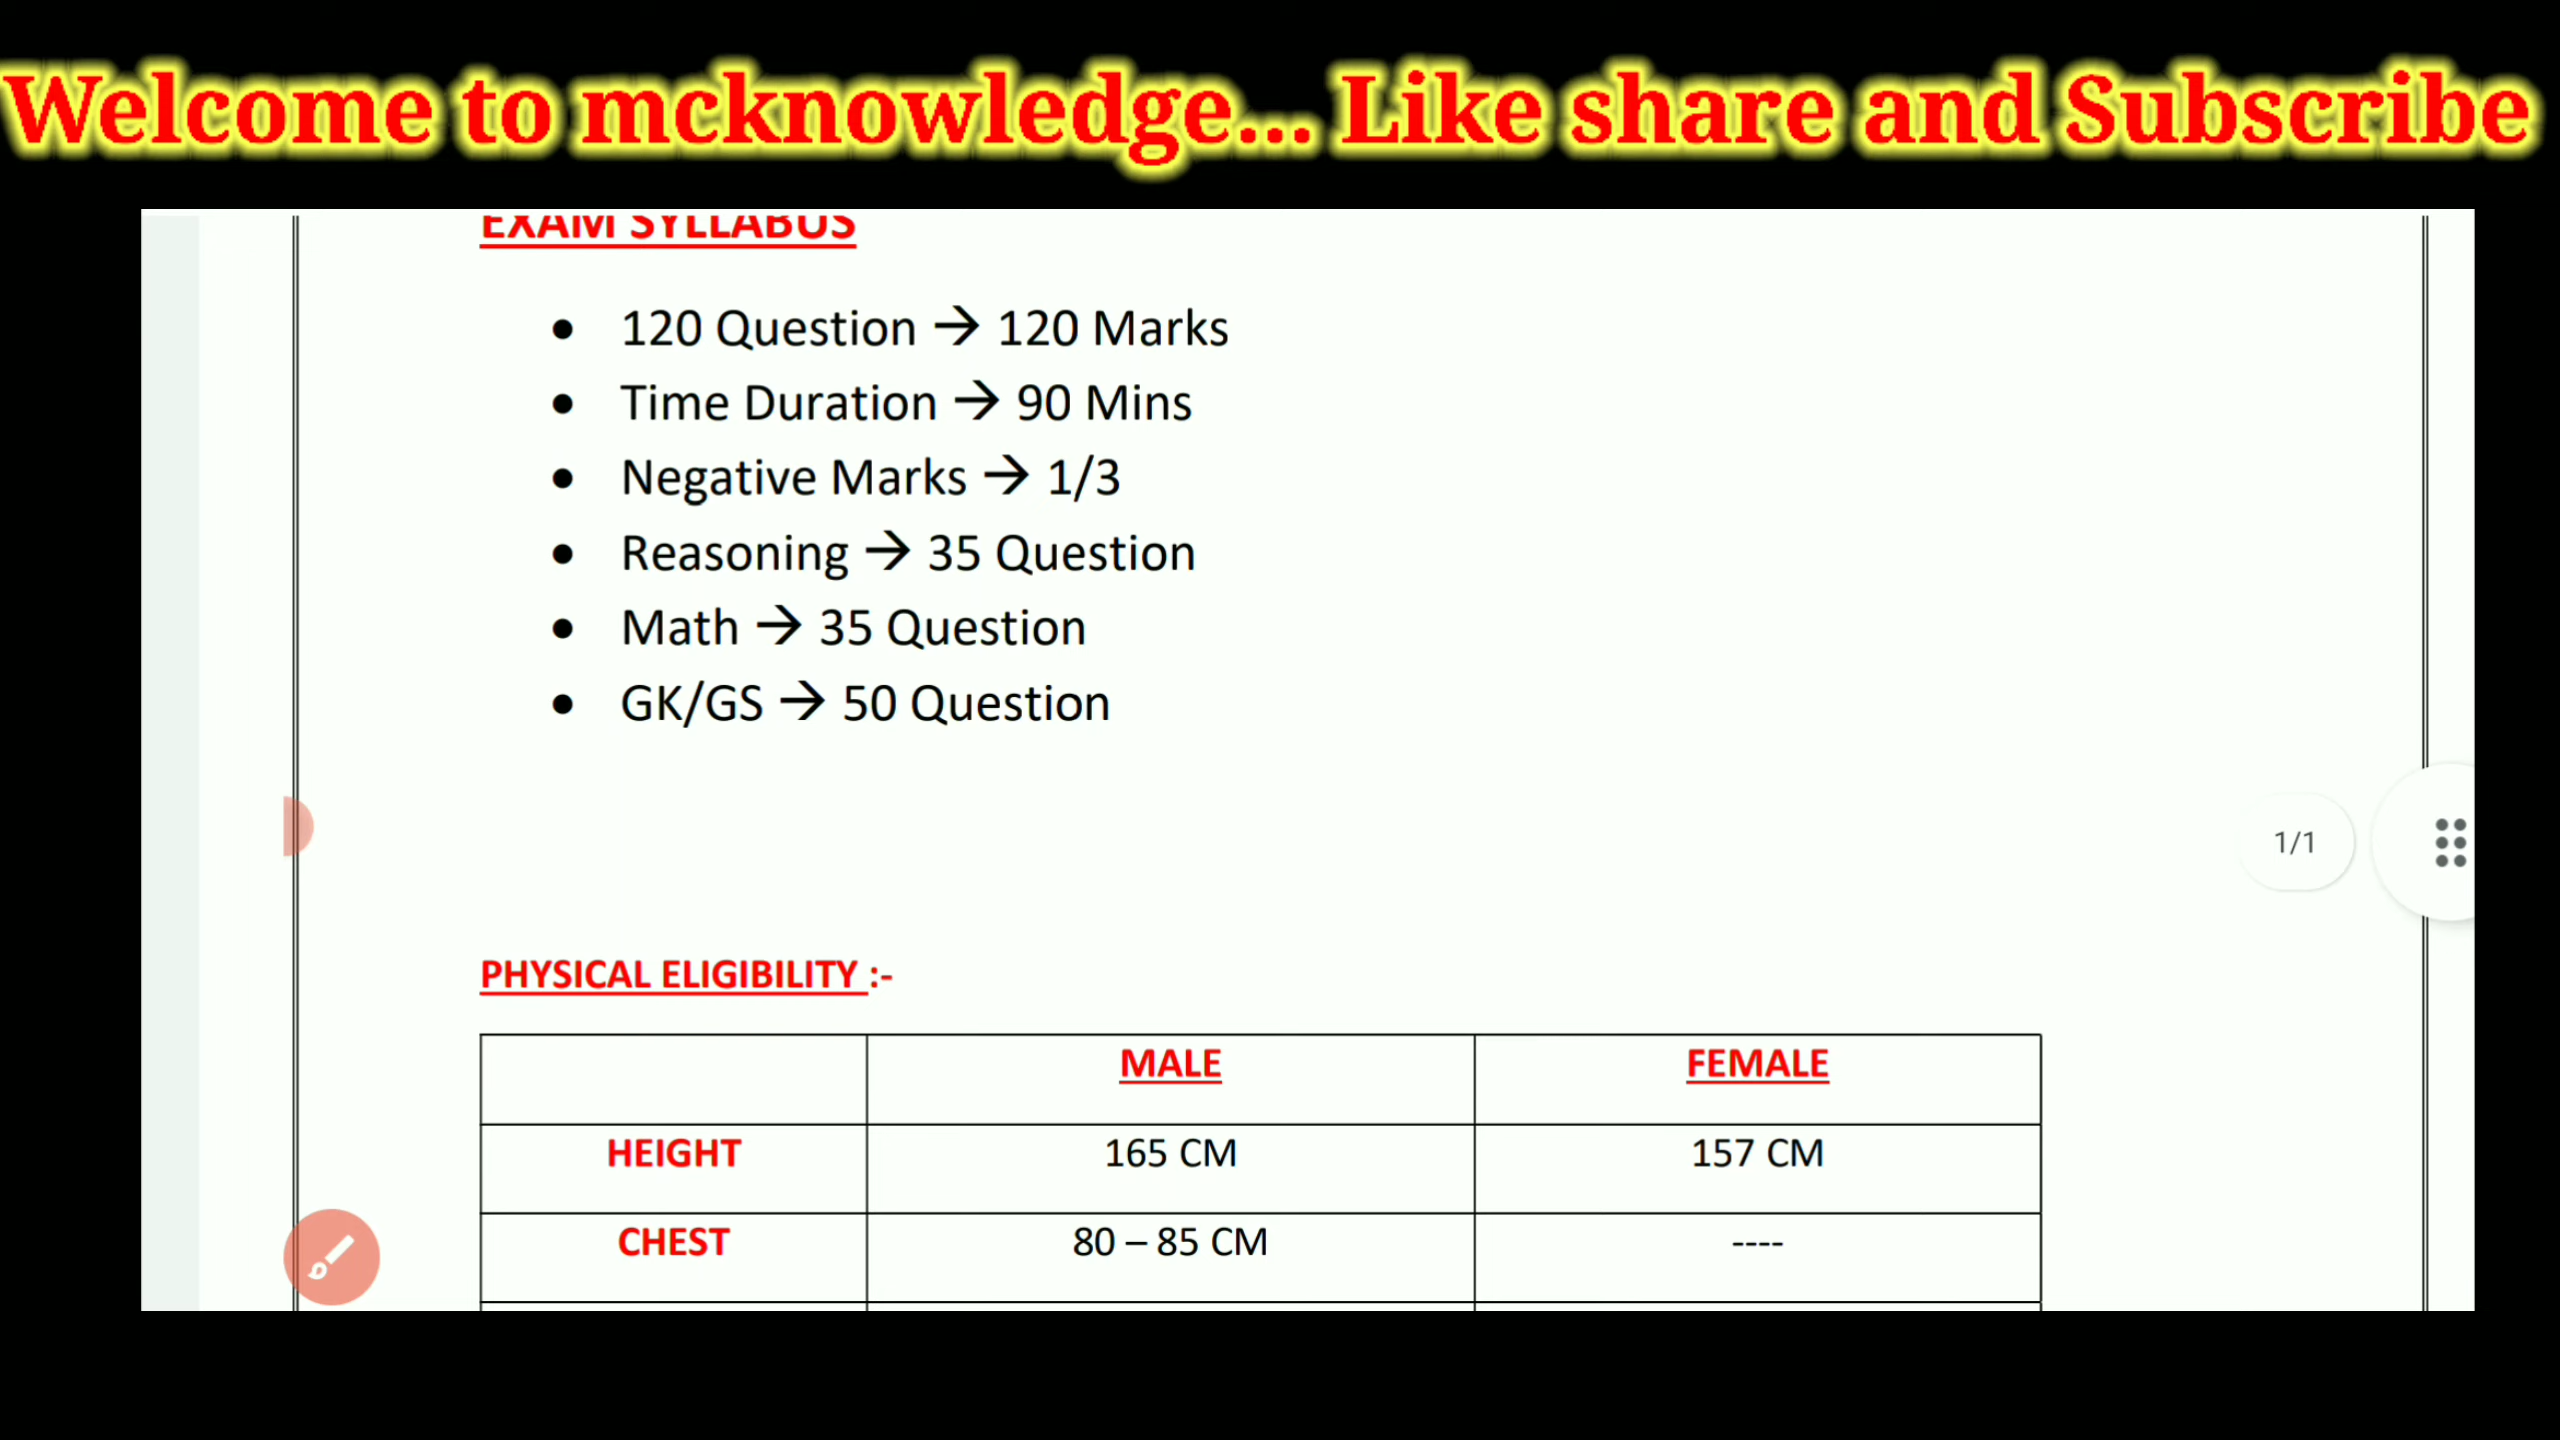 Welcome to mcknowledge... Like share and Subscribe
EXAM SYLLABUS
• 120 Question → 120 Marks
• Time Duration → 90 Mins
• Negative Marks → 1/3
• Reasoning → 35 Question
• Math → 35 Question
• GK/GS → 50 Question
1/1
PHYSICAL ELIGIBILITY :-
MALE FEMALE
HEIGHT 165 CM 157 CM
CHEST 80 – 85 CM ----